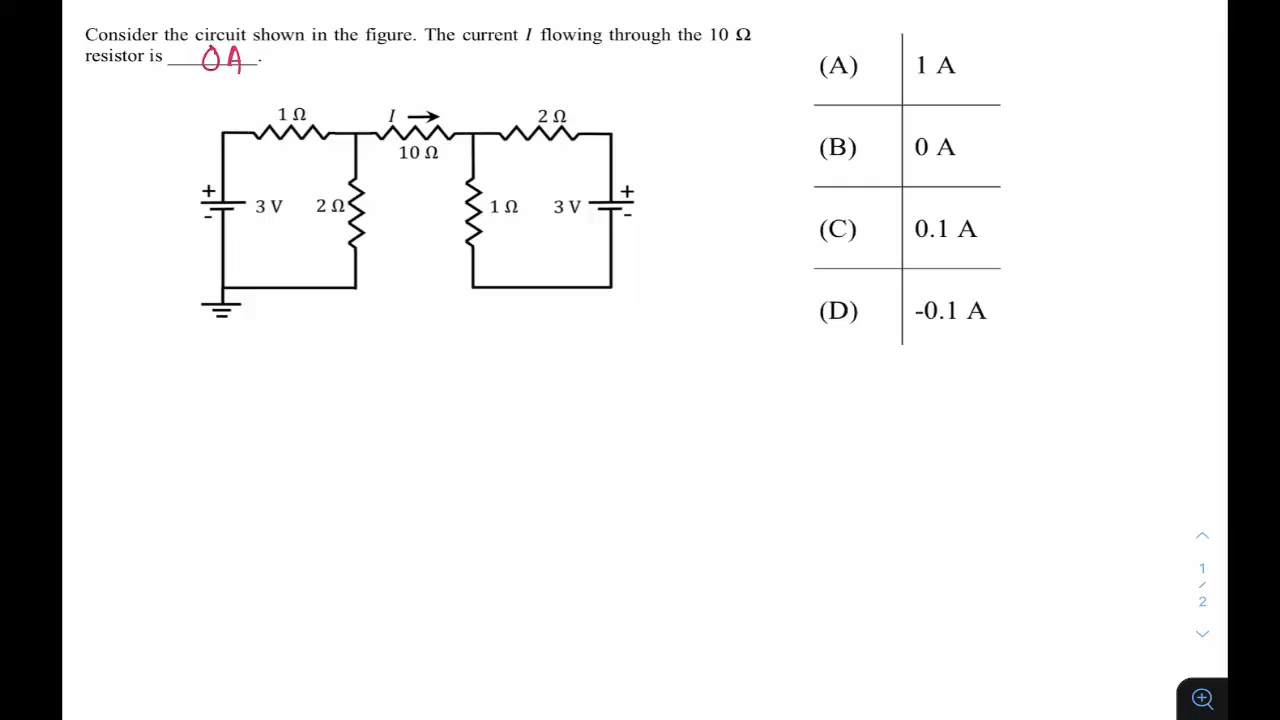 Consider the circuit shown in the figure. The current I flowing through the 10 Ω
resistor is 0A.
(A) 1 A
(B) 0 A
(C) 0.1 A
(D) -0.1 A
1 Ω
I
2 Ω
10 Ω
+
-
3 V
2 Ω
1 Ω
3 V
+
-
1
/
2